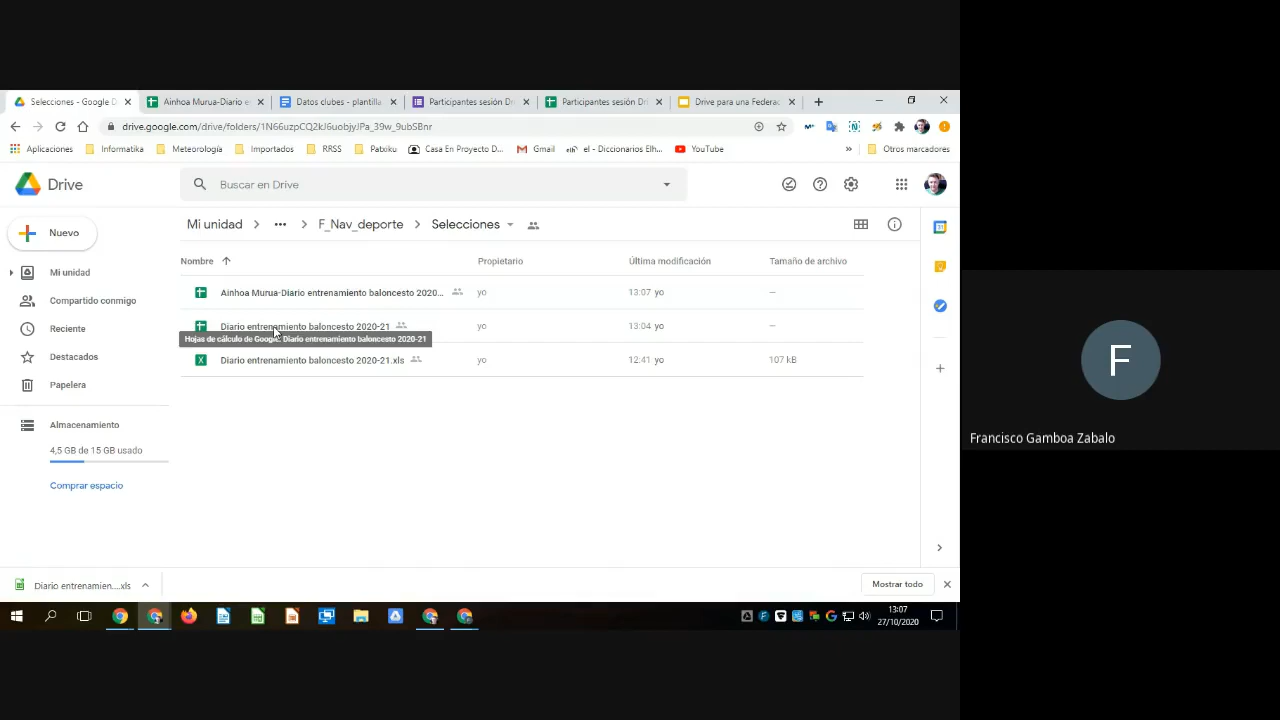 Selecciones - Google D
Ainhoa Murua-Diario e
Datos clubes - plantilla
Participantes sesión Dr
Participantes sesión Dri
Drive para una Federac
drive.google.com/drive/folders/1N66uzpCQ2kJ6uobjyJPa_39w_9ubSBnr
Aplicaciones
Informatika
Meteorología
Importados
RRSS
Patxiku
Casa En Proyecto D...
Gmail
el - Diccionarios Elh...
YouTube
»
Otros marcadores
Drive
Buscar en Drive
Nuevo
Mi unidad
Compartido conmigo
Reciente
Destacados
Papelera
Almacenamiento
4,5 GB de 15 GB usado
Comprar espacio
Mi unidad > ... > F_Nav_deporte > Selecciones
Nombre Propietario Última modificación Tamaño de archivo
Ainhoa Murua-Diario entrenamiento baloncesto 2020... yo 13:07 yo —
Diario entrenamiento baloncesto 2020-21 yo 13:04 yo —
Hojas de cálculo de Google: Diario entrenamiento baloncesto 2020-21
Diario entrenamiento baloncesto 2020-21.xls yo 12:41 yo 107 kB
Diario entrenamien....xls
Mostrar todo
13:07
27/10/2020
F
Francisco Gamboa Zabalo